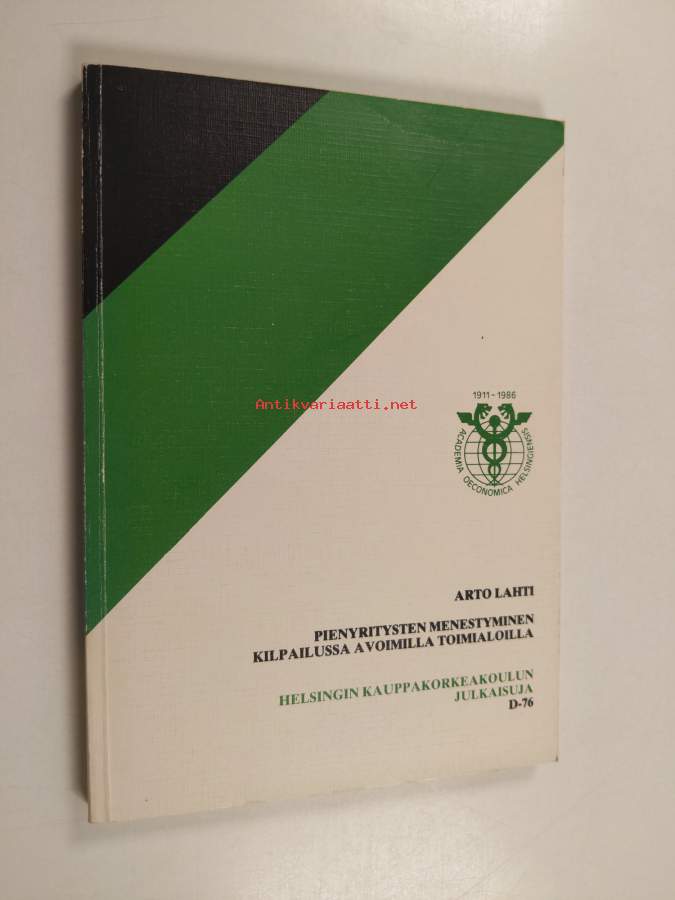 Antikvariaatti.net
1911-1986
ACADEMIA OECONOMICA HELSINGIENSIS
ARTO LAHTI
PIENYRITYSTEN MENESTYMINEN
KILPAILUSSA AVOIMILLA TOIMIALOILLA
HELSINGIN KAUPPAKORKEAKOULUN
JULKAISUJA
D-76